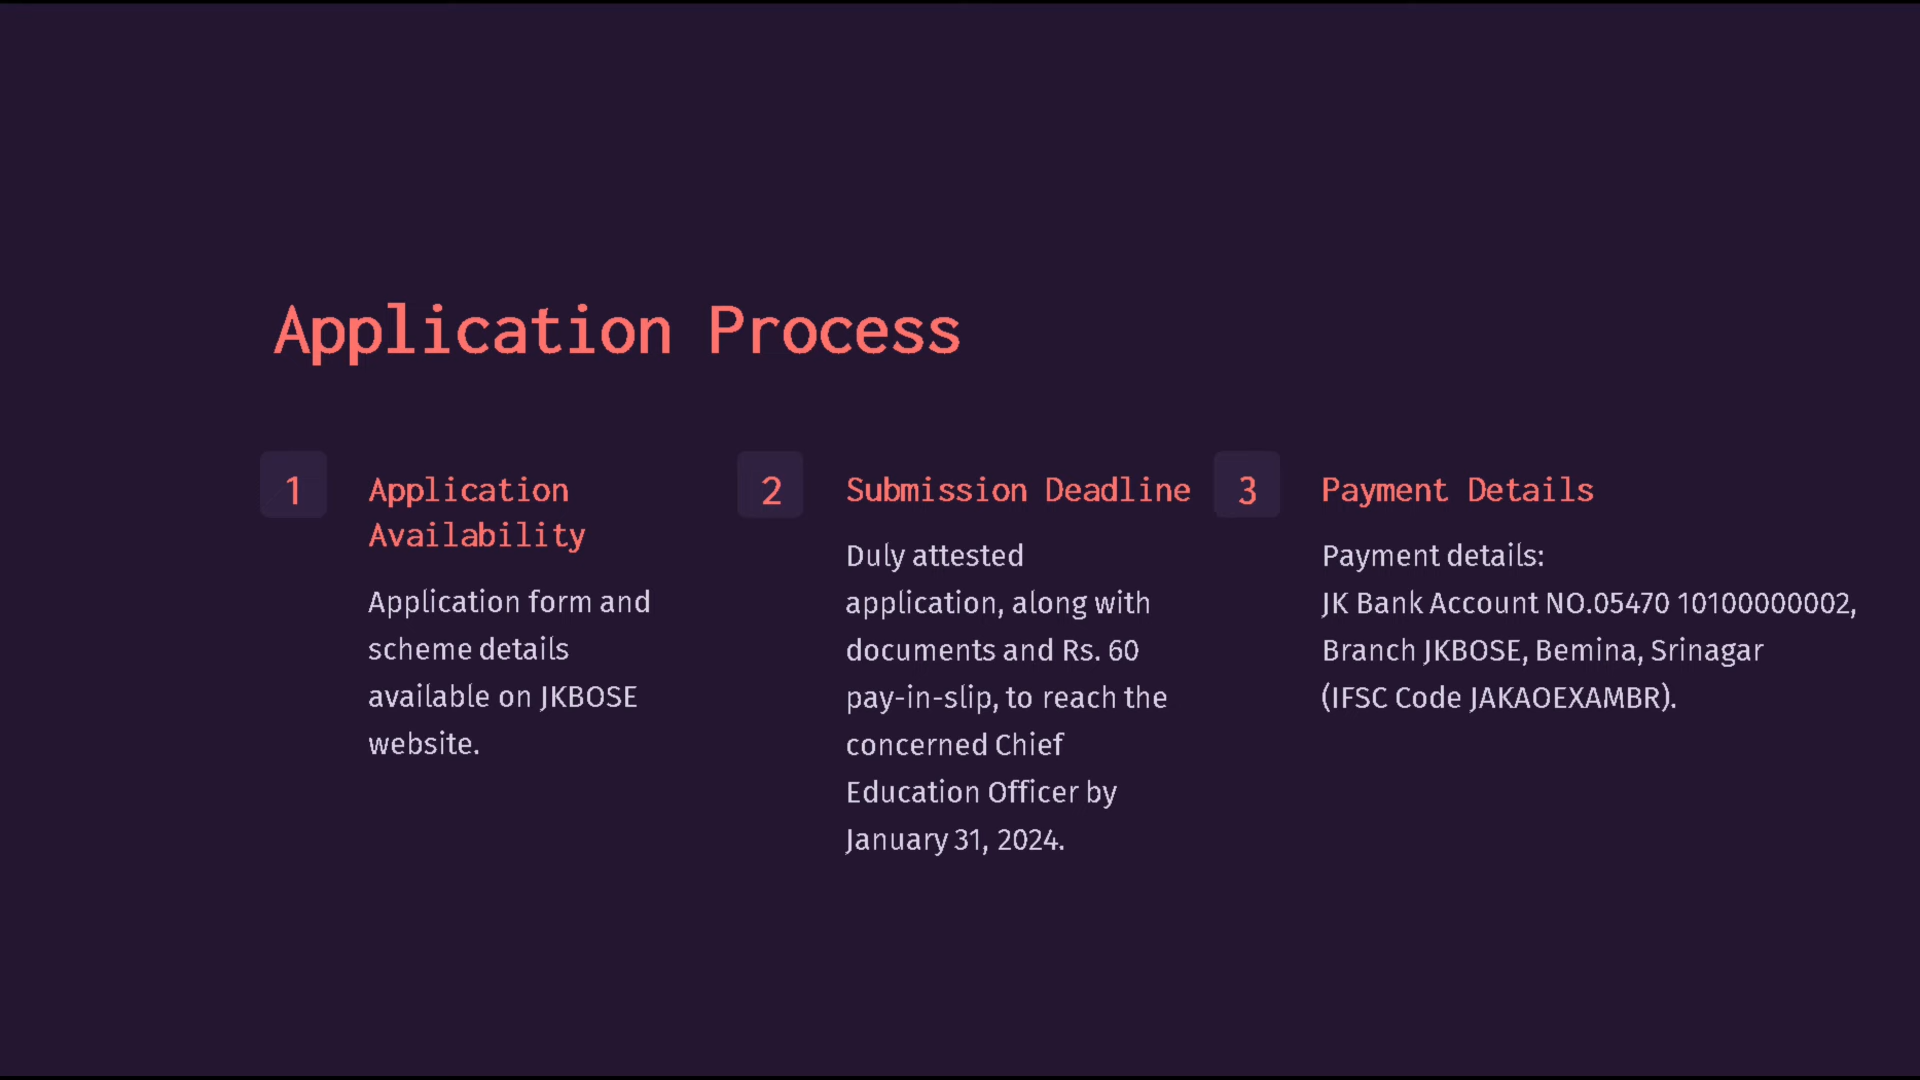 Application Process
1
Application
Availability
Application form and
scheme details
available on JKBOSE
website.
2
Submission Deadline
Duly attested
application, along with
documents and Rs. 60
pay-in-slip, to reach the
concerned Chief
Education Officer by
January 31, 2024.
3
Payment Details
Payment details:
JK Bank Account NO.05470 10100000002,
Branch JKBOSE, Bemina, Srinagar
(IFSC Code JAKAOEXAMBR).